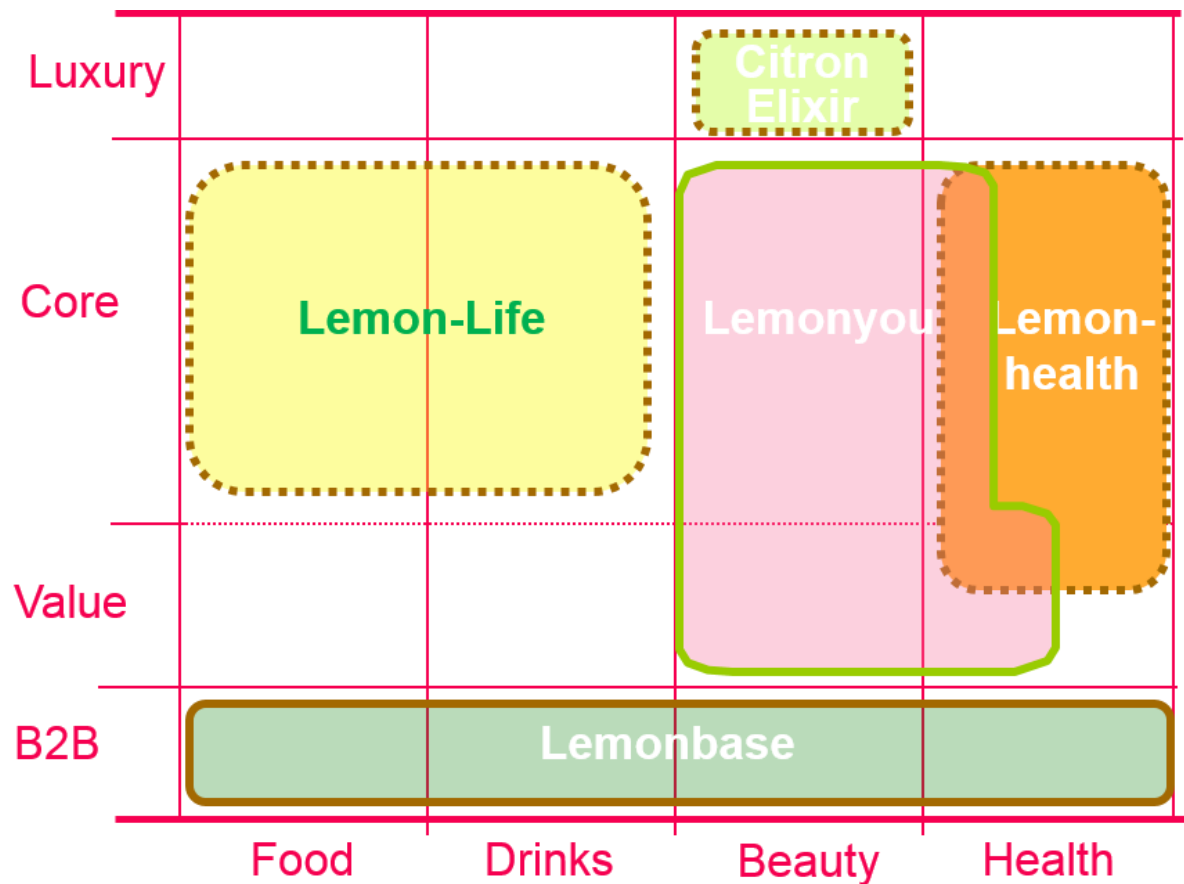 Luxury
Citron
Elixir
Core
Lemon-Life
Lemonyou
Lemon-
health
Value
B2B
Lemonbase
Food
Drinks
Beauty
Health